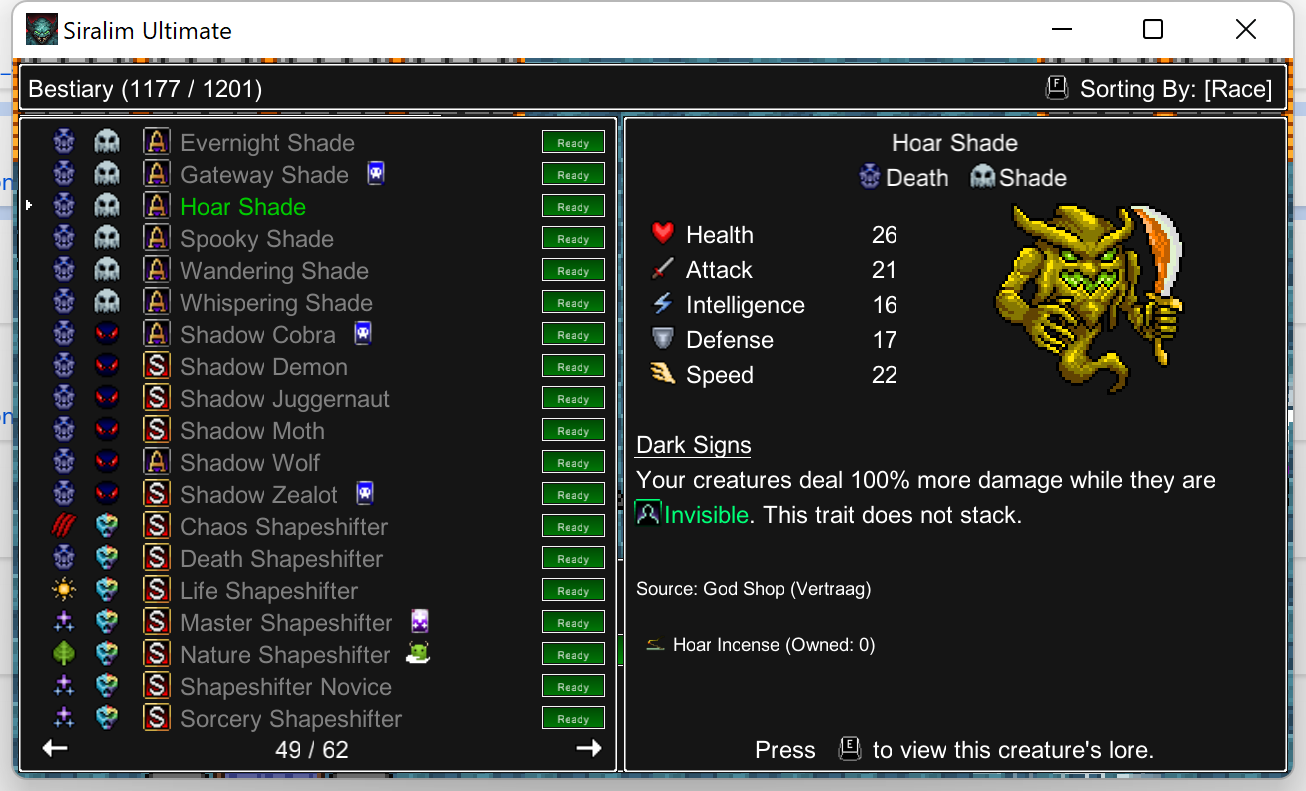 Siralim Ultimate
Bestiary (1177 / 1201)
F Sorting By: [Race]
A Evernight Shade Ready
A Gateway Shade Ready
A Hoar Shade Ready
A Spooky Shade Ready
A Wandering Shade Ready
A Whispering Shade Ready
A Shadow Cobra Ready
S Shadow Demon Ready
S Shadow Juggernaut Ready
S Shadow Moth Ready
A Shadow Wolf Ready
S Shadow Zealot Ready
S Chaos Shapeshifter Ready
S Death Shapeshifter Ready
S Life Shapeshifter Ready
S Master Shapeshifter Ready
S Nature Shapeshifter Ready
S Shapeshifter Novice Ready
S Sorcery Shapeshifter Ready
49 / 62
Hoar Shade
Death Shade
Health 26
Attack 21
Intelligence 16
Defense 17
Speed 22
Dark Signs
Your creatures deal 100% more damage while they are
Invisible. This trait does not stack.
Source: God Shop (Vertraag)
Hoar Incense (Owned: 0)
Press E to view this creature's lore.